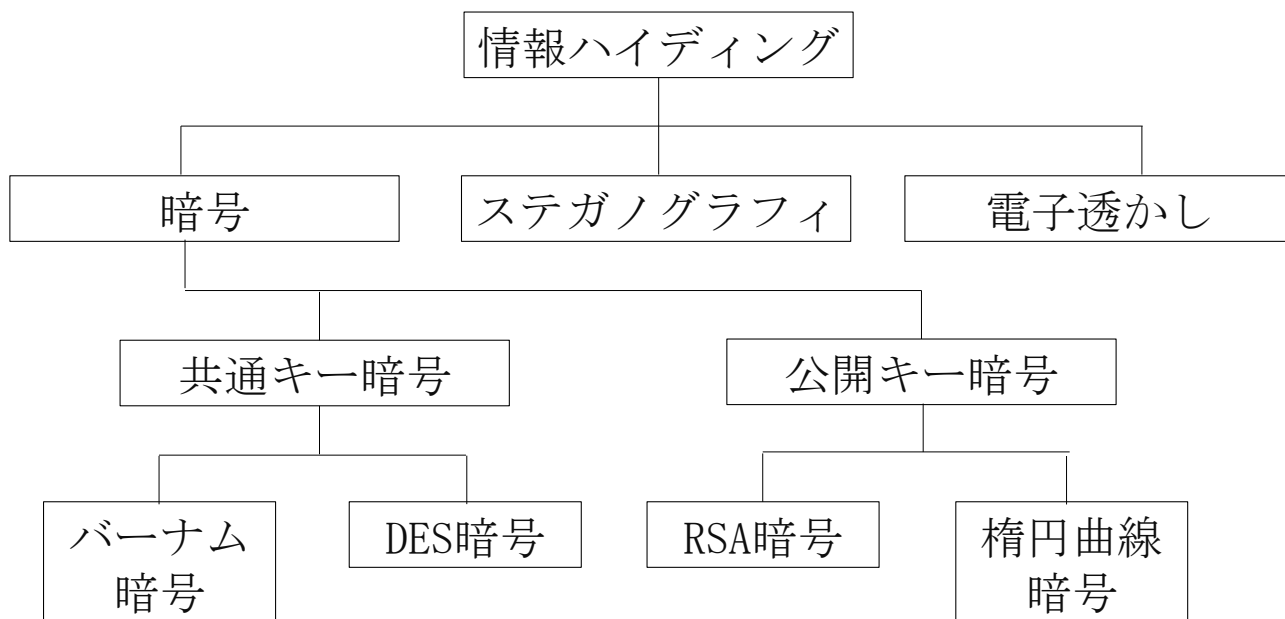 情報ハイディング
暗号
ステガノグラフィ
電子透かし
共通キー暗号
公開キー暗号
バーナム
暗号
DES暗号
RSA暗号
楕円曲線
暗号